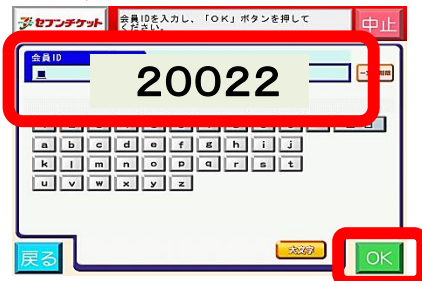 セブンチケット
会員IDを入力し、「OK」ボタンを押して
ください。
中止
会員ID
20022
a b c d e f g h i j
k l m n o p q r s t
u v w x y z
大文字
戻る
OK